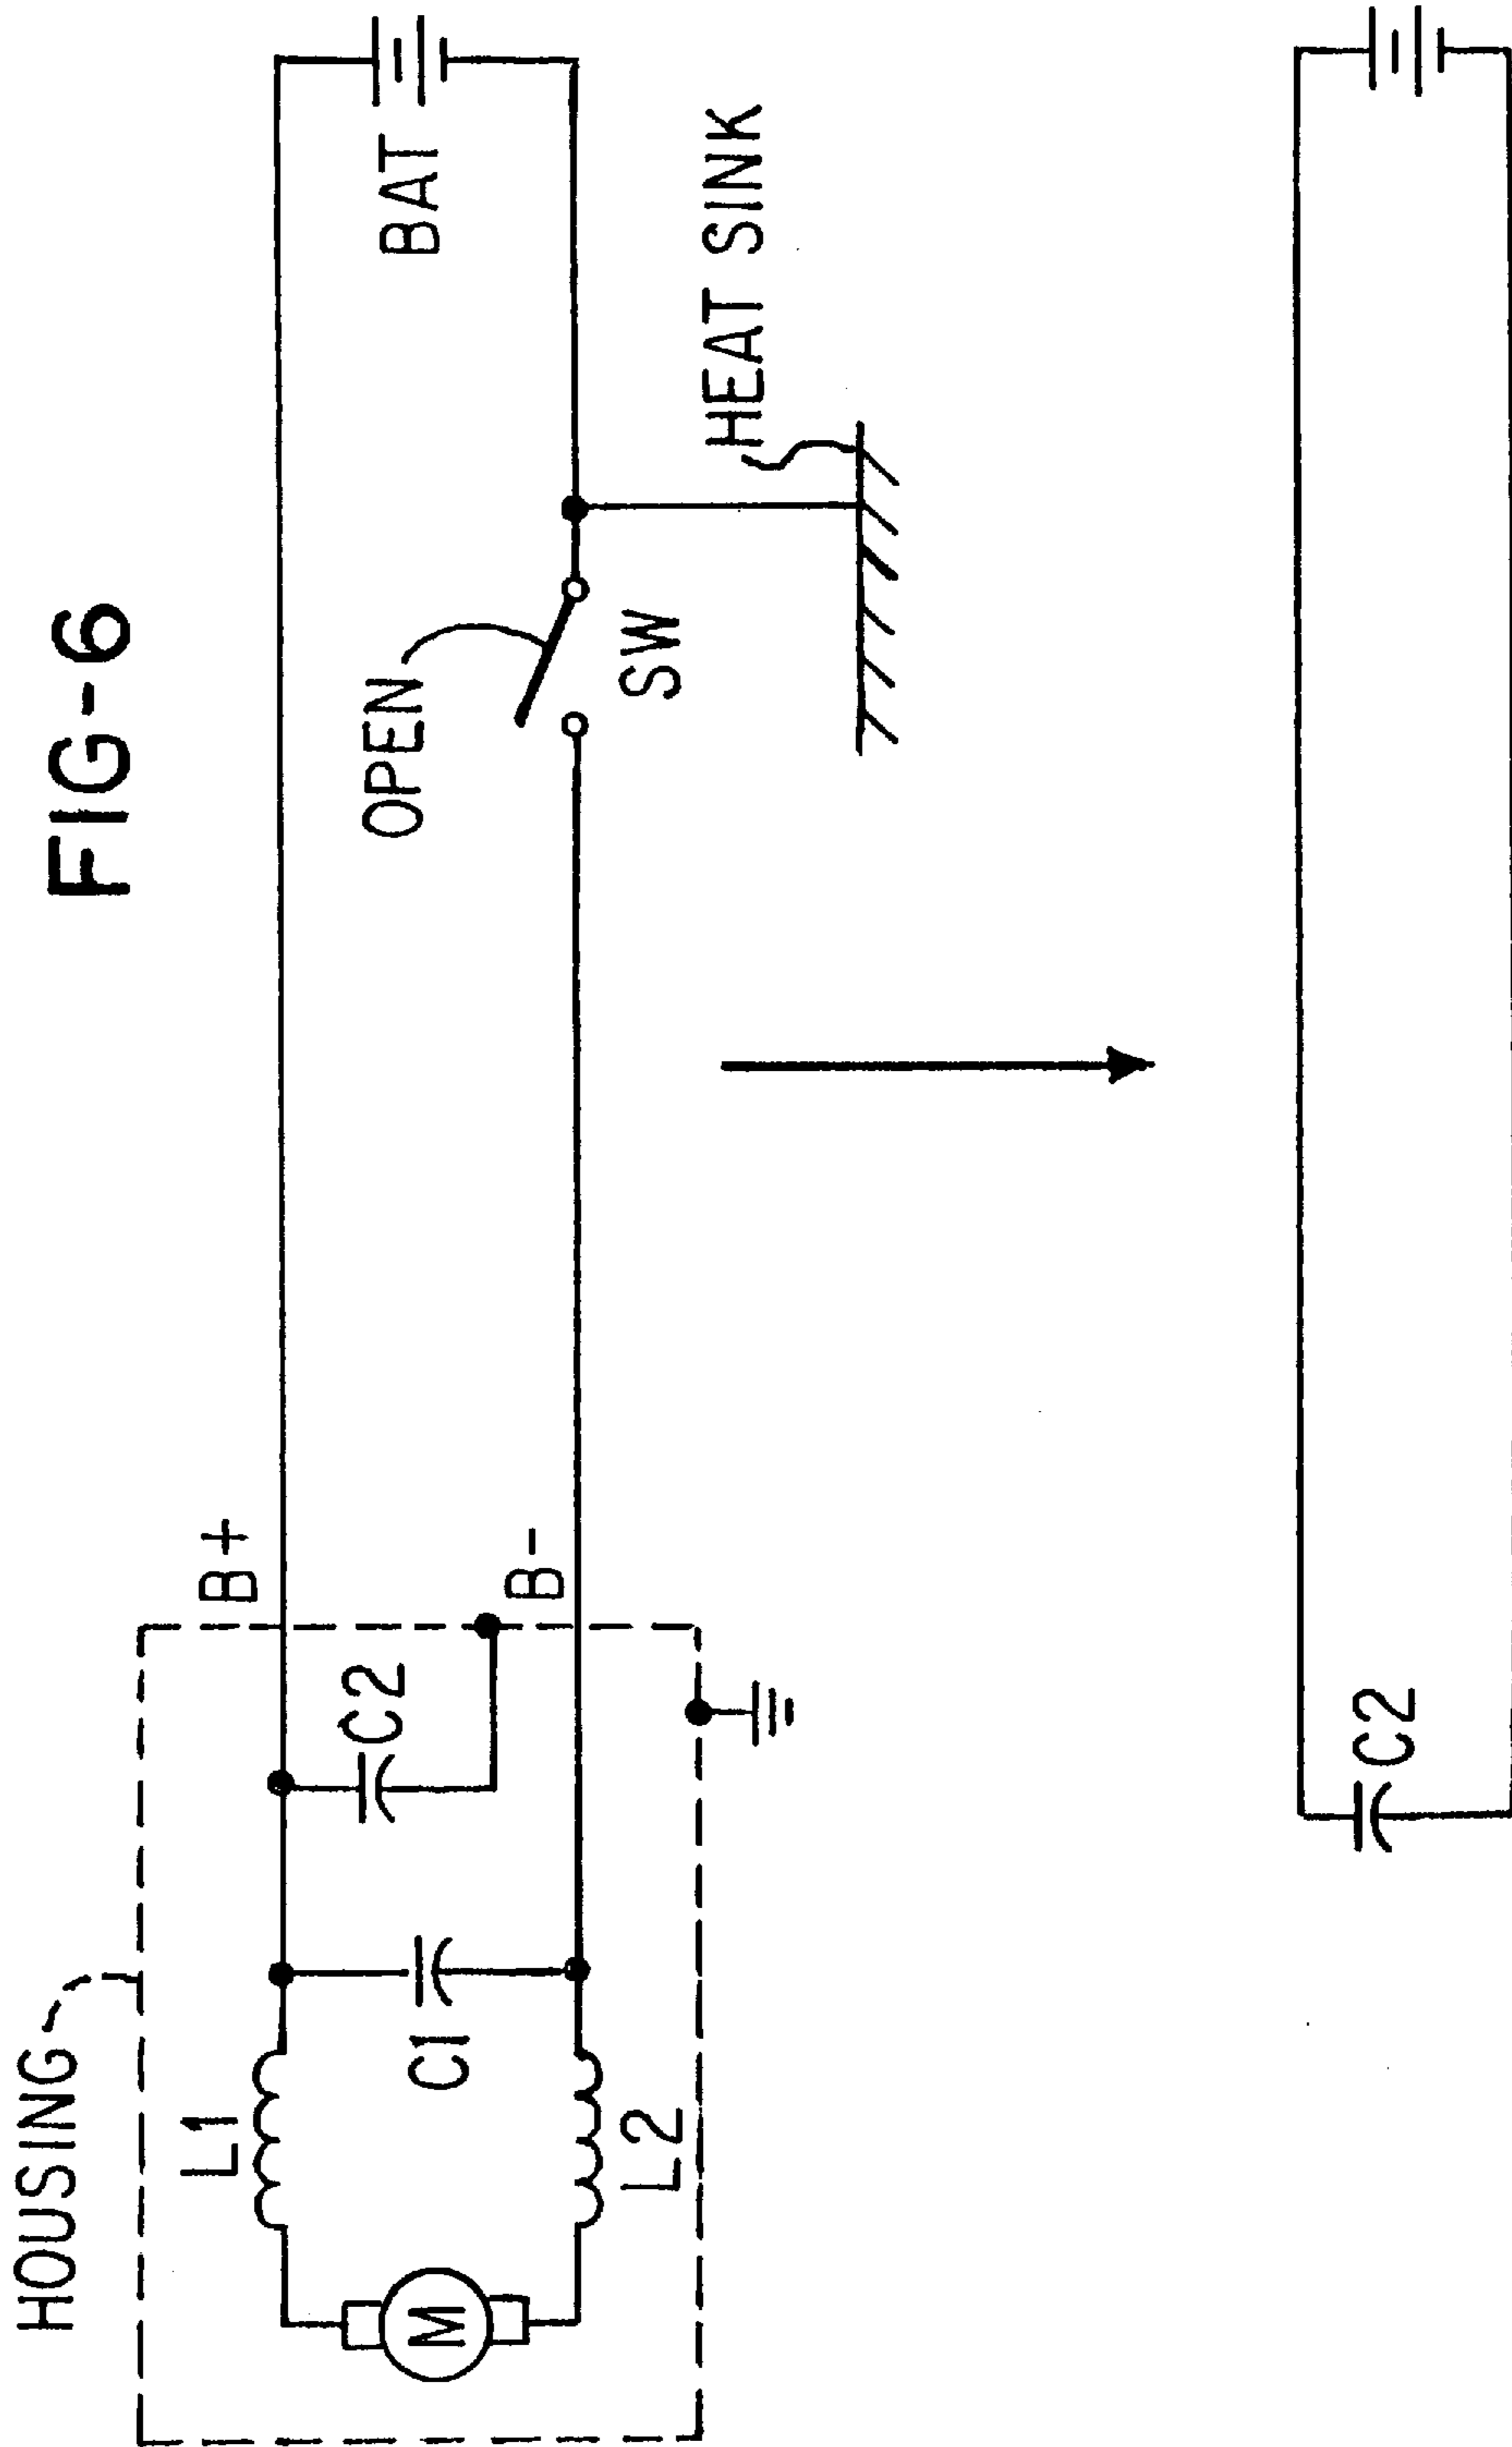 FIG-6
HOUSING
L1
B+
C2
OPEN
BAT
M
C1
B-
L2
SW
HEAT SINK
C2